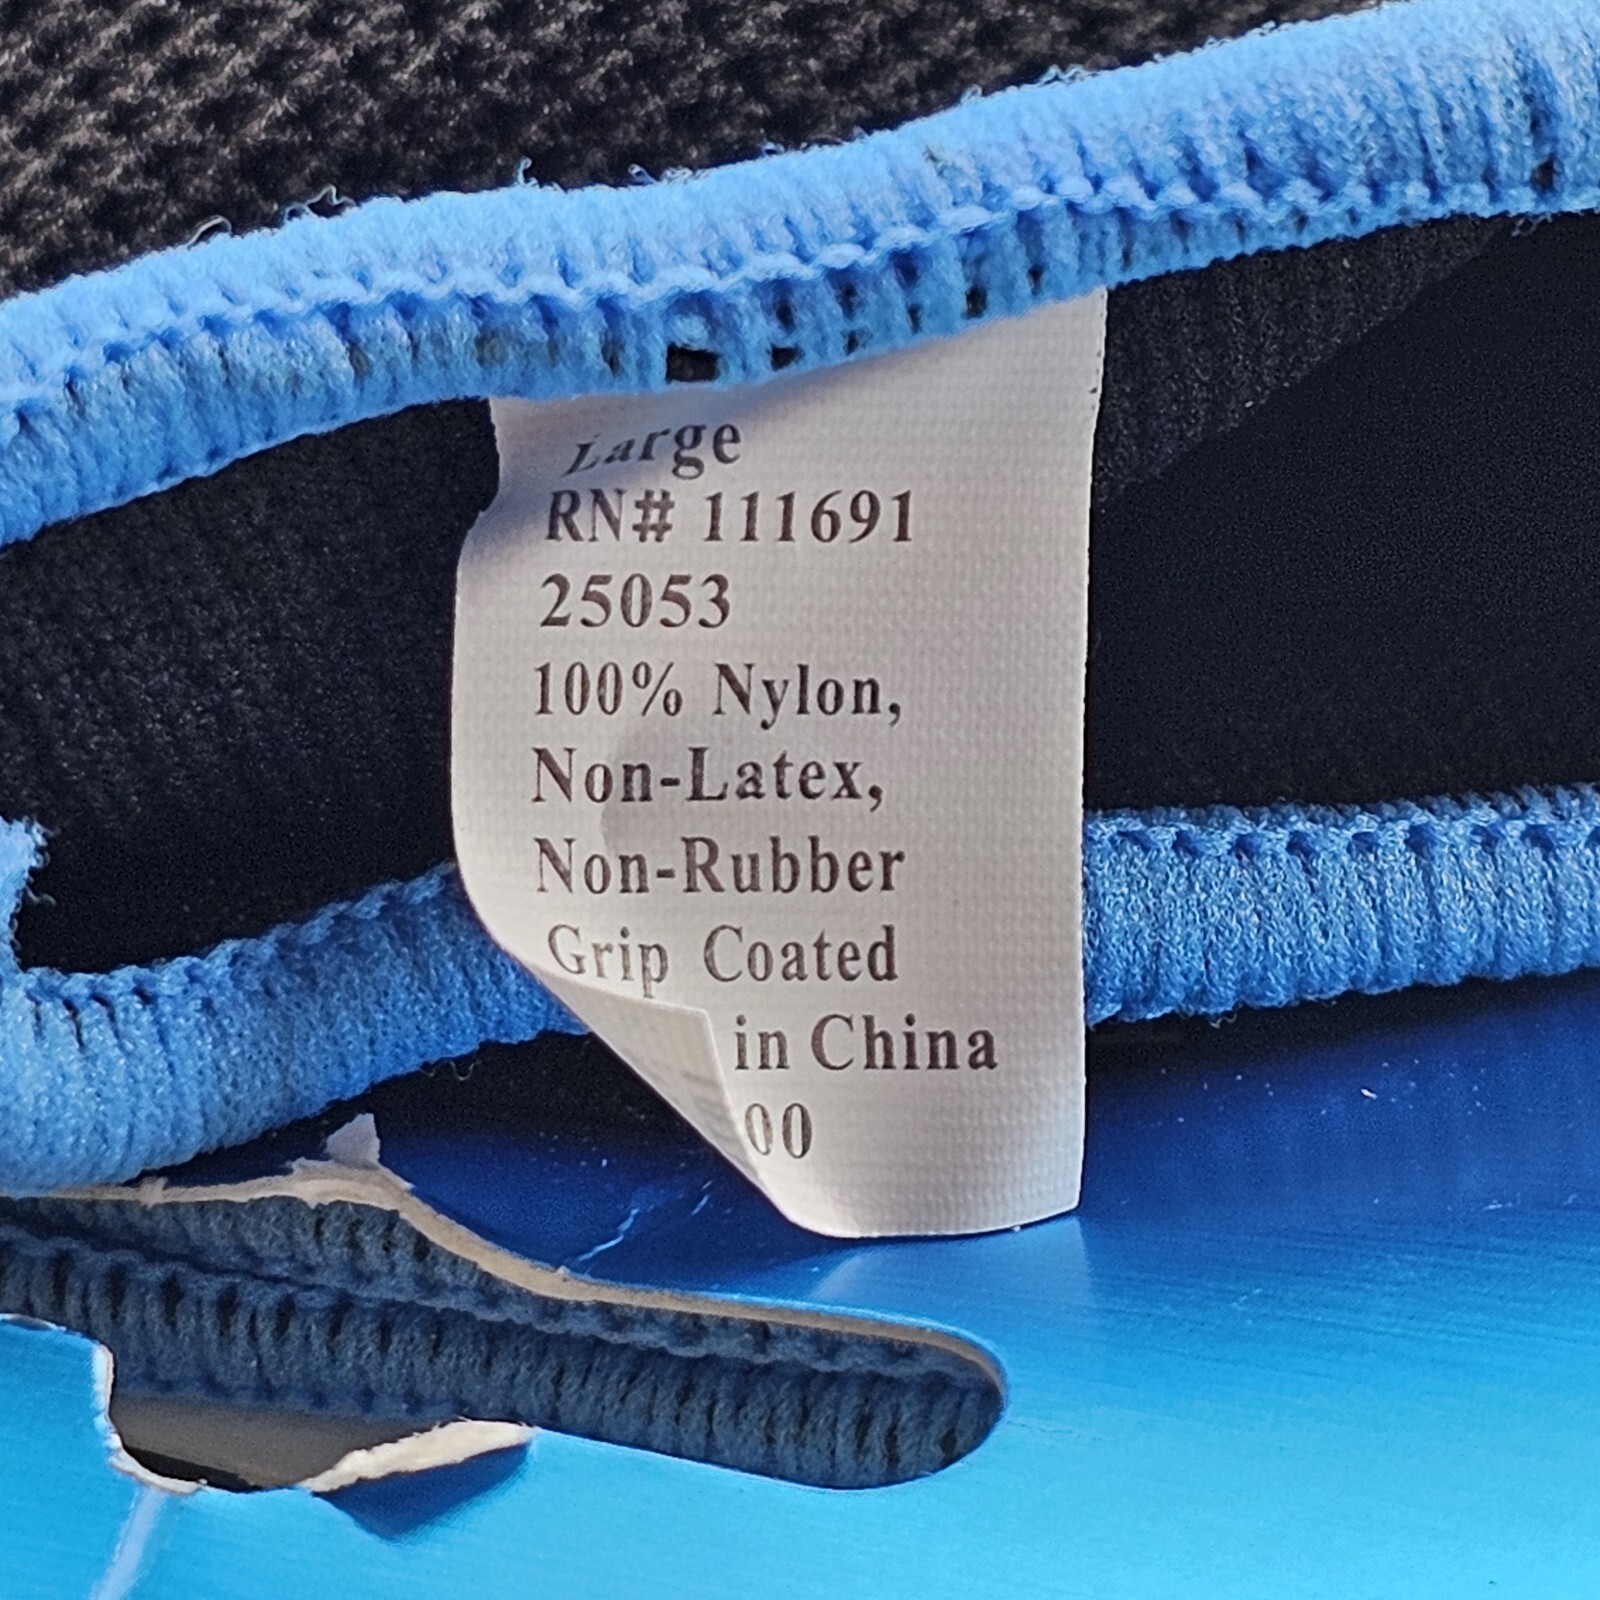 Large
RN# 111691
25053
100% Nylon,
Non-Latex,
Non-Rubber
Grip Coated
in China
00